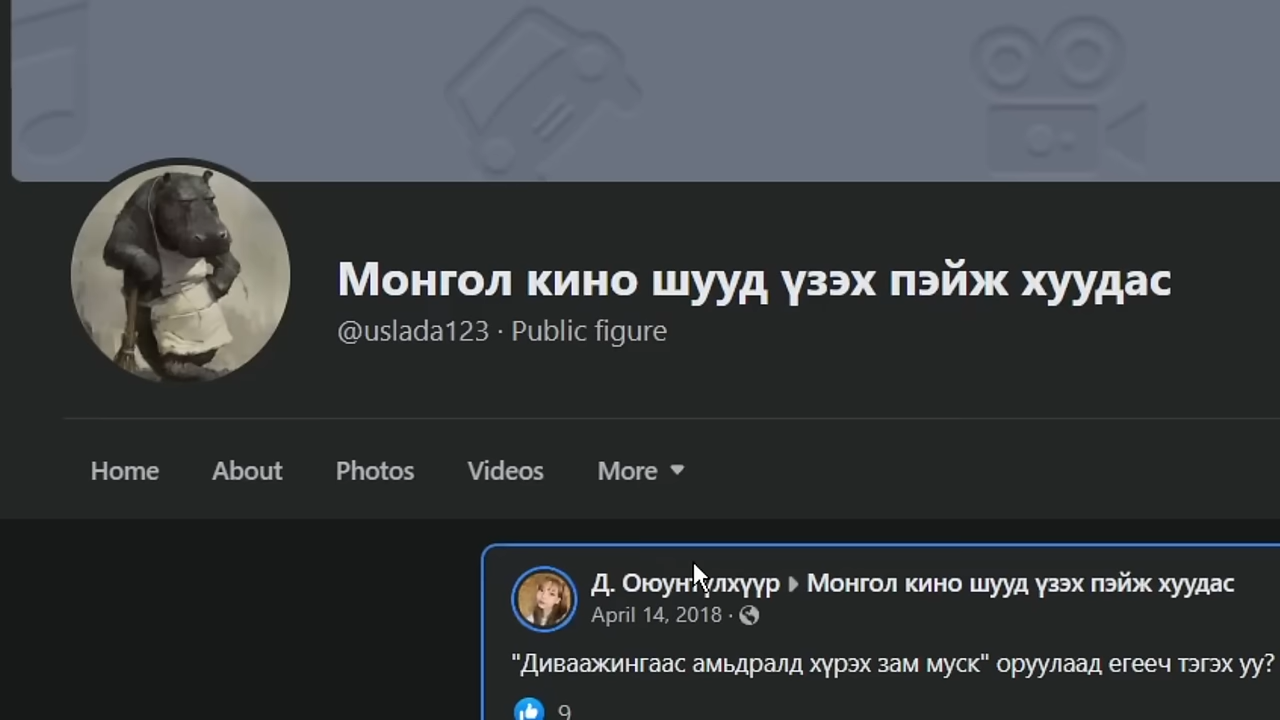 Монгол кино шууд үзэх пэйж хуудас
@uslada123 · Public figure
Home About Photos Videos More
Д. Оюунтүлхүүр Монгол кино шууд үзэх пэйж хуудас
April 14, 2018 ·
"Диваажингаас амьдралд хүрэх зам муск" оруулаад егееч тэгэх уу?
9